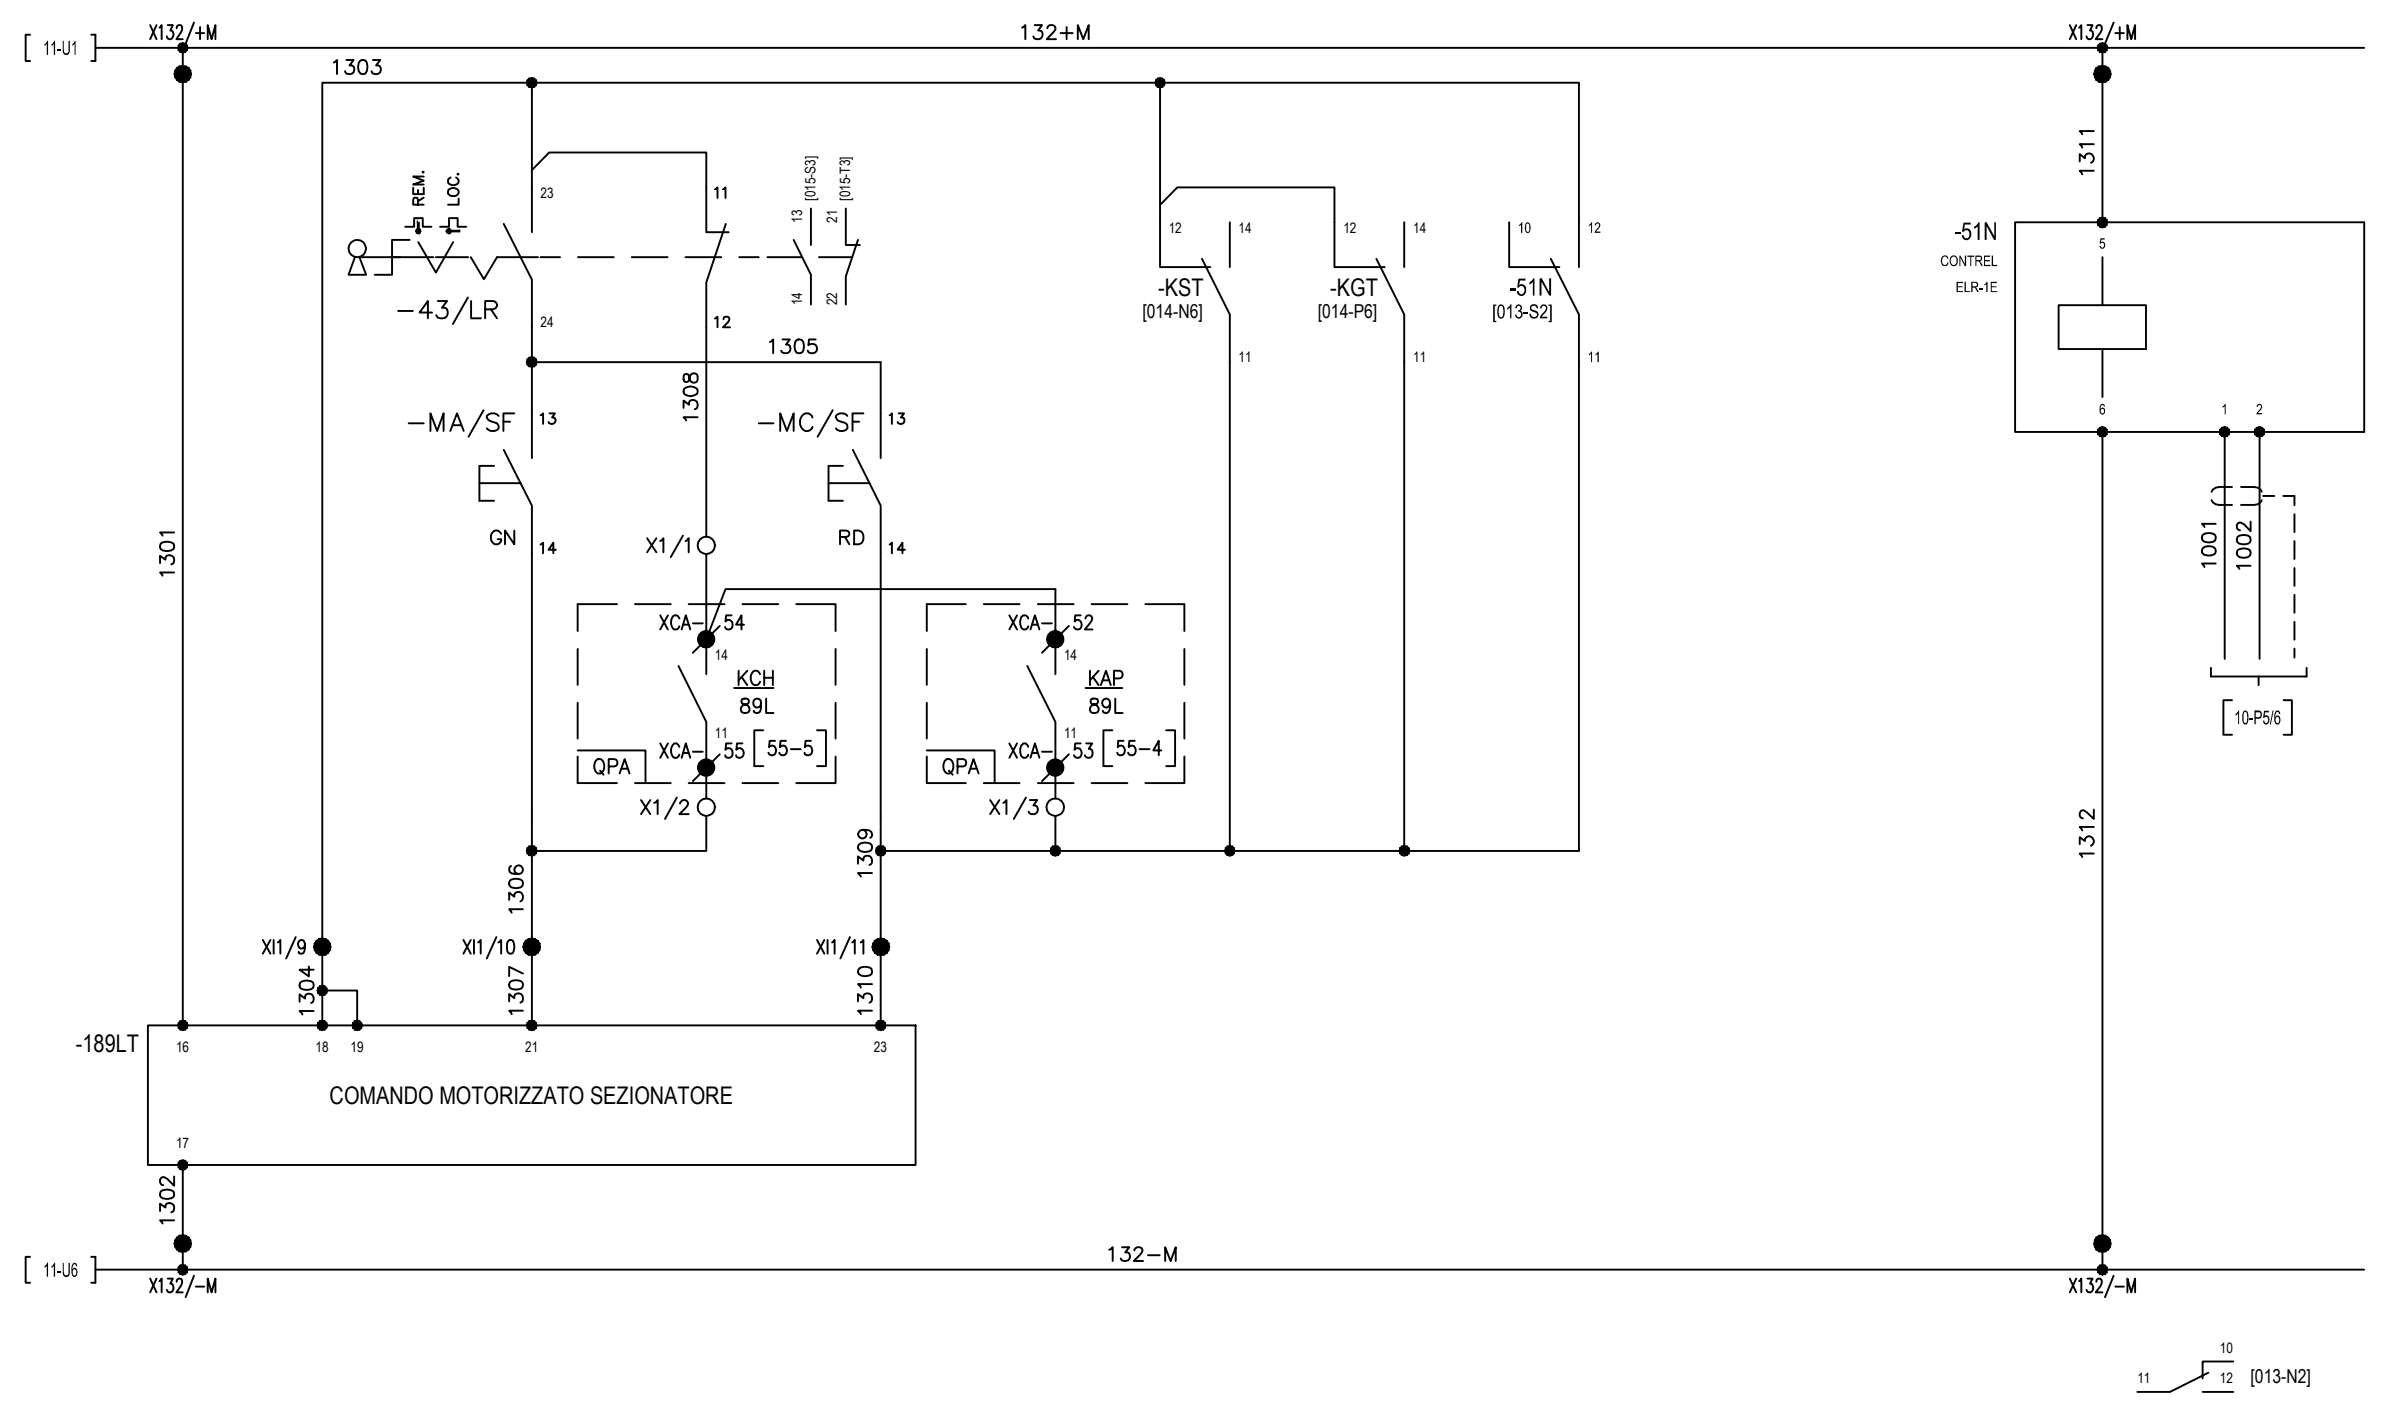 X132/+M
132+M
X132/+M
[ 11-U1 ]
1303
1311
REM.
LOC.
23
11
13
[015-S3]
21
[015-T3]
12
14
12
14
10
12
-51N
CONTREL
ELR-1E
5
-43/LR
24
12
14
22
-KST
[014-N6]
-KGT
[014-P6]
-51N
[013-S2]
1305
11
11
11
1308
6
1
2
-MA/SF
13
-MC/SF
13
GN
14
X1/1
RD
14
1301
1001
1002
XCA-
54
14
XCA-
52
14
KCH
89L
KAP
89L
11
XCA-
55
[55-5]
QPA
11
XCA-
53
[55-4]
QPA
[10-P5/6]
X1/2
X1/3
1306
1309
1312
XI1/9
XI1/10
XI1/11
1304
1307
1310
-189LT
16
18
19
21
23
COMANDO MOTORIZZATO SEZIONATORE
17
1302
132-M
[ 11-U6 ]
X132/-M
X132/-M
10
11
12
[013-N2]